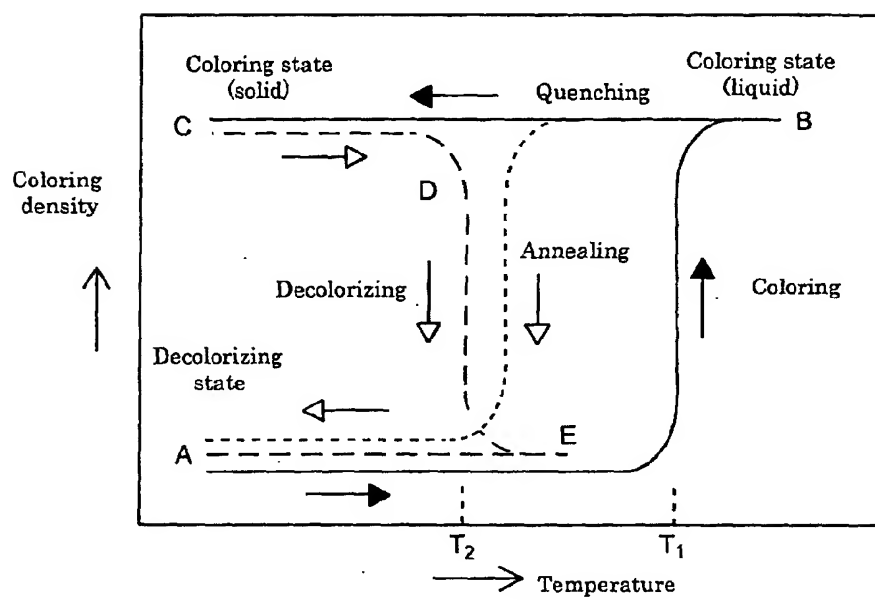 Coloring state
(solid)
Quenching
Coloring state
(liquid)
C
B
Coloring
density
D
Annealing
Decolorizing
Coloring
Decolorizing
state
A
E
T2
T1
Temperature